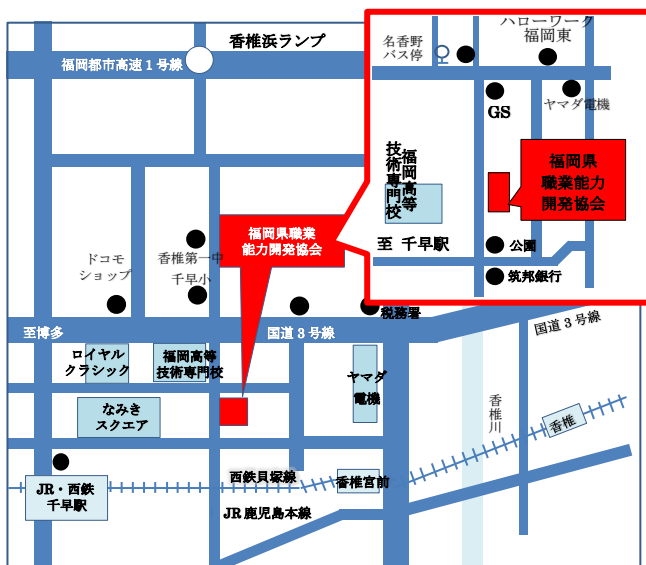 香椎浜ランプ
福岡都市高速１号線
名香野
バス停
ハローワーク
福岡東
GS
ヤマダ電機
福岡高等
技術専門校
福岡県
職業能力
開発協会
至 千早駅
公園
筑邦銀行
福岡県職業
能力開発協会
ドコモ
ショップ
香椎第一中
千早小
税務署
至博多
国道３号線
国道３号線
ロイヤル
クラシック
福岡高等
技術専門校
ヤマダ
電機
なみき
スクエア
香椎川
香椎
西鉄貝塚線
香椎宮前
JR・西鉄
千早駅
JR鹿児島本線